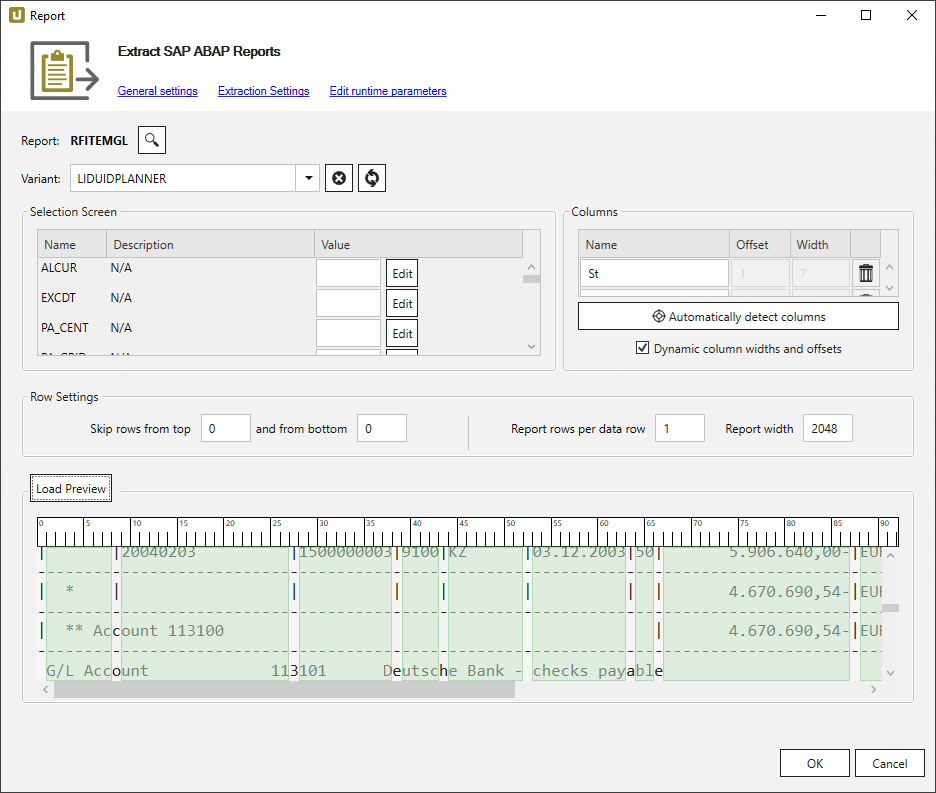 Report
Extract SAP ABAP Reports
General settings Extraction Settings Edit runtime parameters
Report: RFITEMGL
Variant: LIDUIDPLANNER
Selection Screen
Name Description Value
ALCUR N/A Edit
EXCDT N/A Edit
PA_CENT N/A Edit
Columns
Name Offset Width
St 1 7
Automatically detect columns
Dynamic column widths and offsets
Row Settings
Skip rows from top 0 and from bottom 0 Report rows per data row 1 Report width 2048
Load Preview
0 5 10 15 20 25 30 35 40 45 50 55 60 65 70 75 80 85 90
| |20040203 |1500000003|9100|KZ |03.12.2003|50| 5.906.640,00-|EUR
| * | | | | | | | 4.670.690,54-|EUR
| ** Account 113100 | 4.670.690,54-|EUR
G/L Account 113101 Deutsche Bank - checks payable
OK Cancel